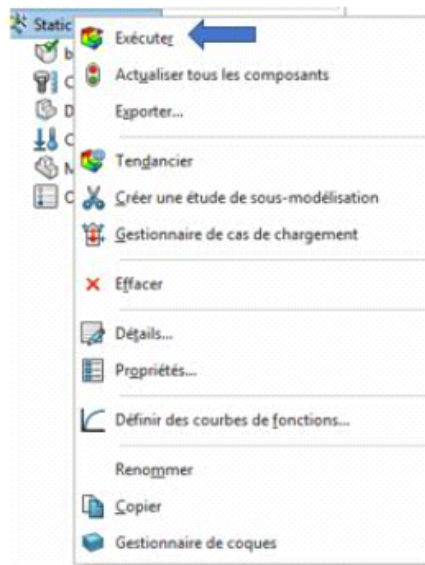 Static
Exécuter
Actualiser tous les composants
Exporter...
Tendancier
Créer une étude de sous-modélisation
Gestionnaire de cas de chargement
Effacer
Détails...
Propriétés...
Définir des courbes de fonctions...
Renommer
Copier
Gestionnaire de coques